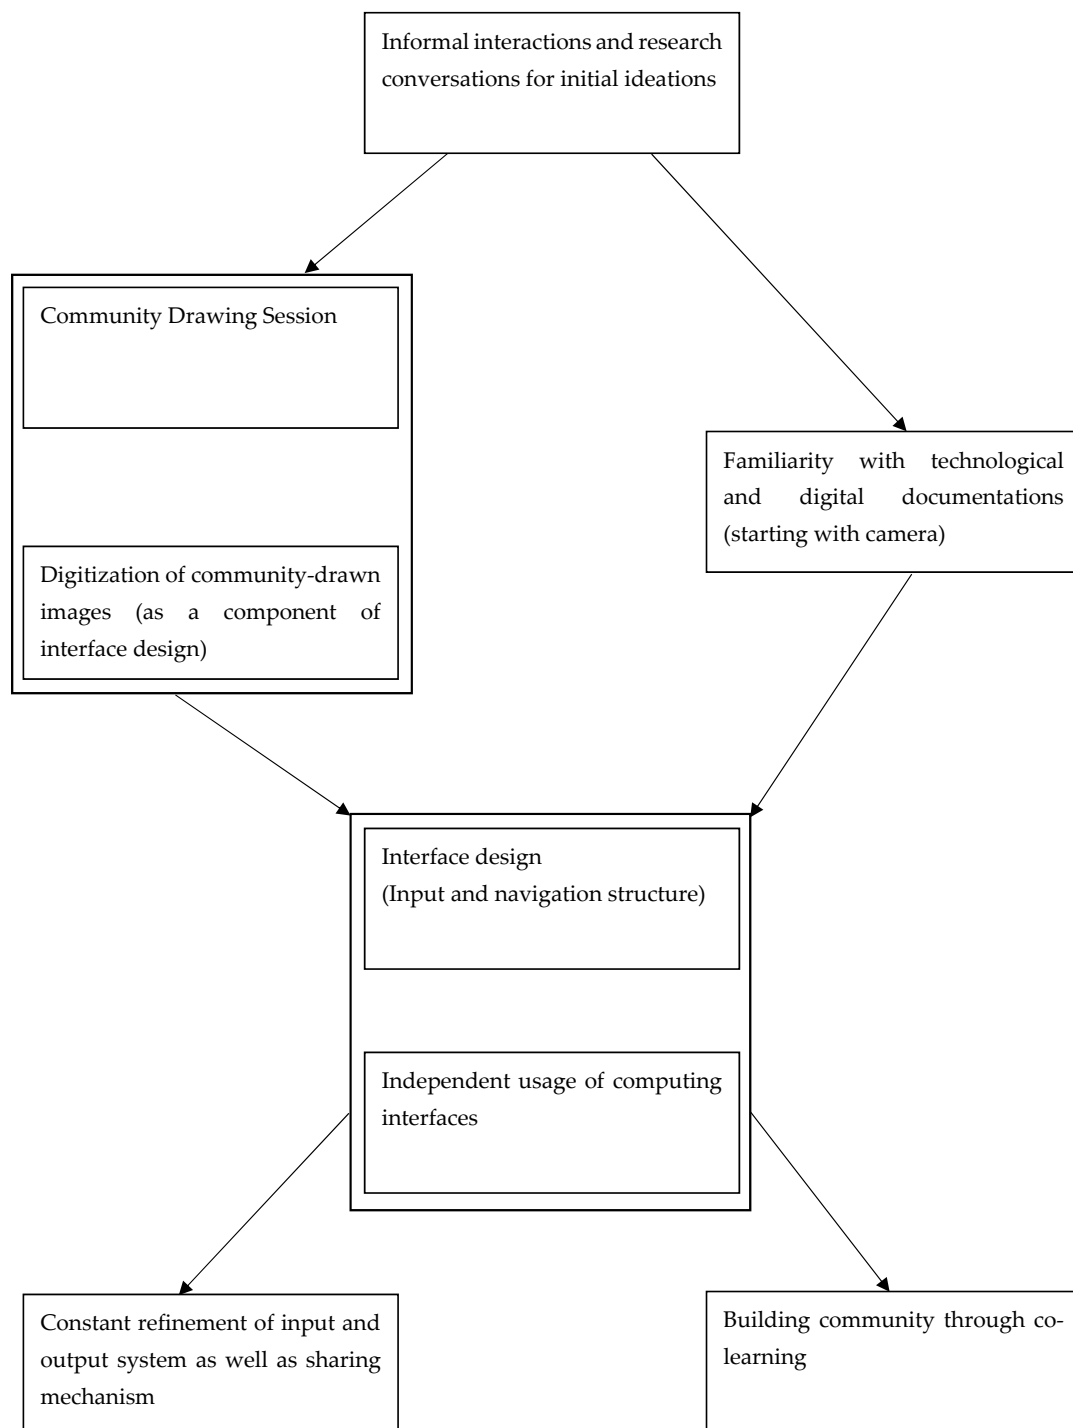 Informal interactions and research
conversations for initial ideations
Community Drawing Session
Familiarity with technological
and digital documentations
(starting with camera)
Digitization of community-drawn
images (as a component of
interface design)
Interface design
(Input and navigation structure)
Independent usage of computing
interfaces
Constant refinement of input and
output system as well as sharing
mechanism
Building community through co-
learning